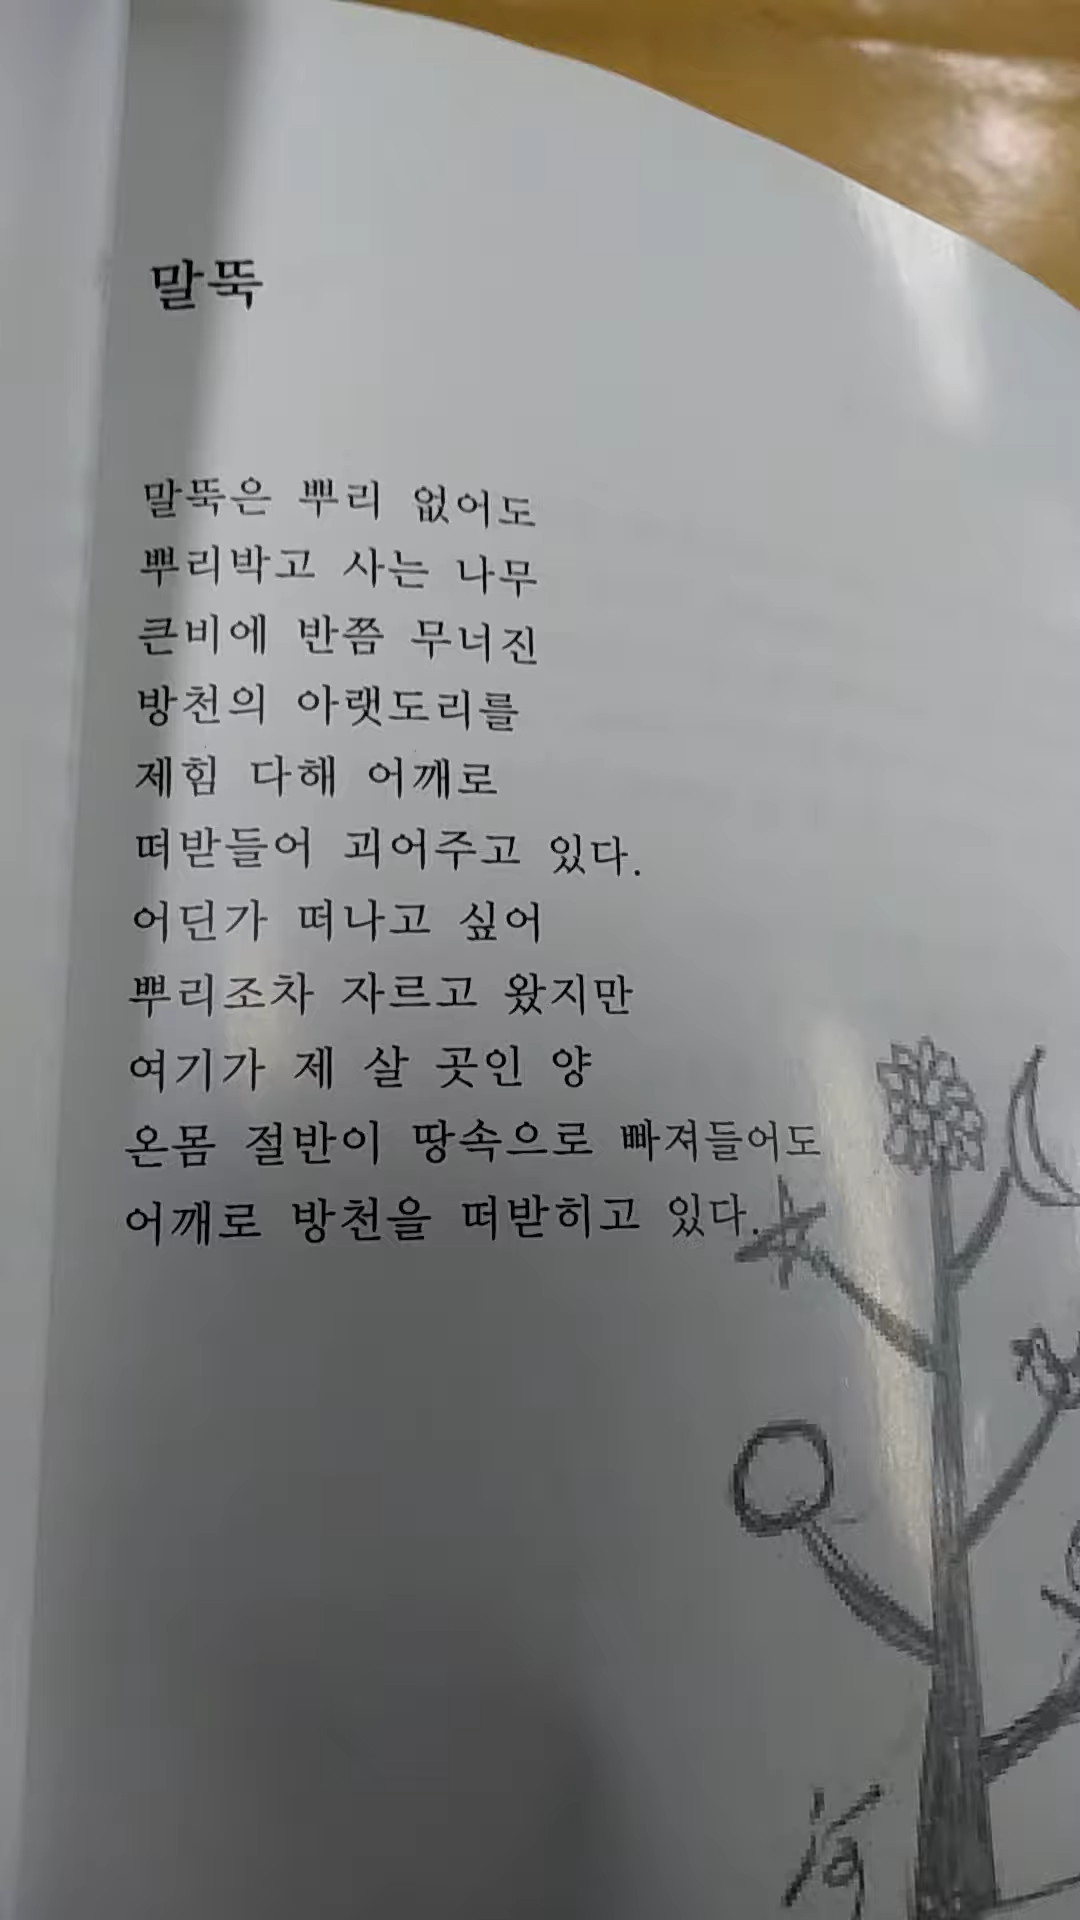 말뚝
말뚝은 뿌리 없어도
뿌리박고 사는 나무
큰비에 반쯤 무너진
방천의 아랫도리를
제힘 다해 어깨로
떠받들어 괴어주고 있다.
어딘가 떠나고 싶어
뿌리조차 자르고 왔지만
여기가 제 살 곳인 양
온몸 절반이 땅속으로 빠져들어도
어깨로 방천을 떠받히고 있다.